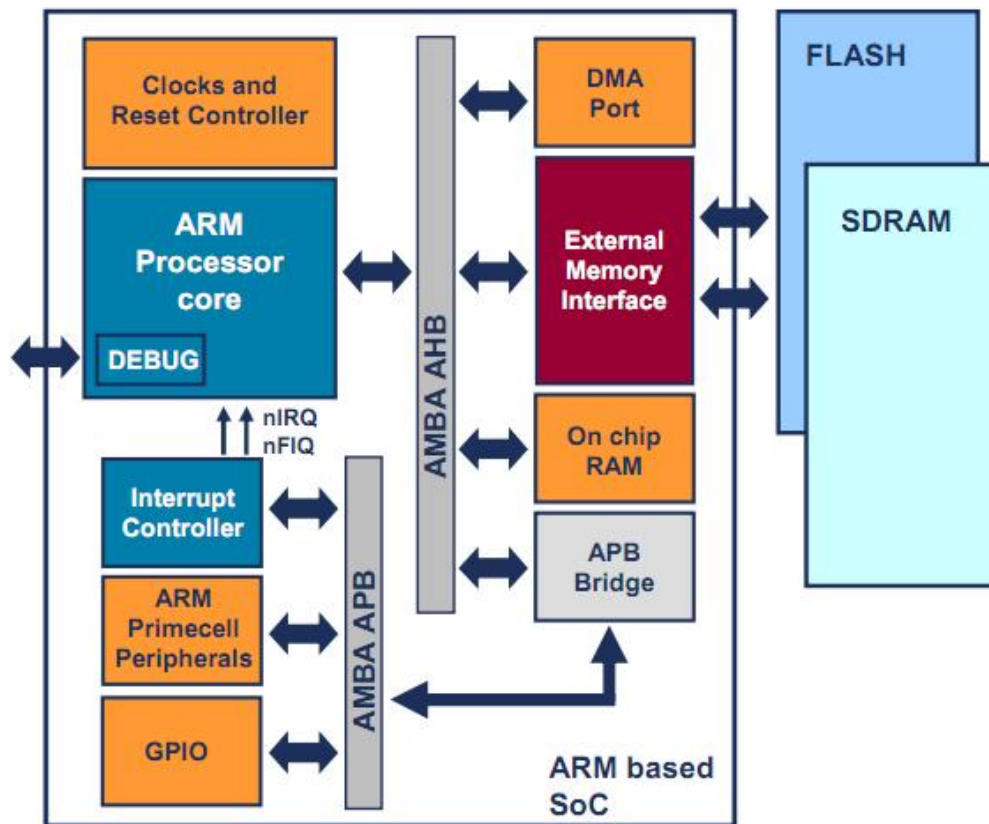 Clocks and
Reset Controller
ARM
Processor
core
DEBUG
nIRQ
nFIQ
Interrupt
Controller
ARM
Primecell
Peripherals
GPIO
AMBA APB
AMBA AHB
DMA
Port
External
Memory
Interface
On chip
RAM
APB
Bridge
ARM based
SoC
FLASH
SDRAM